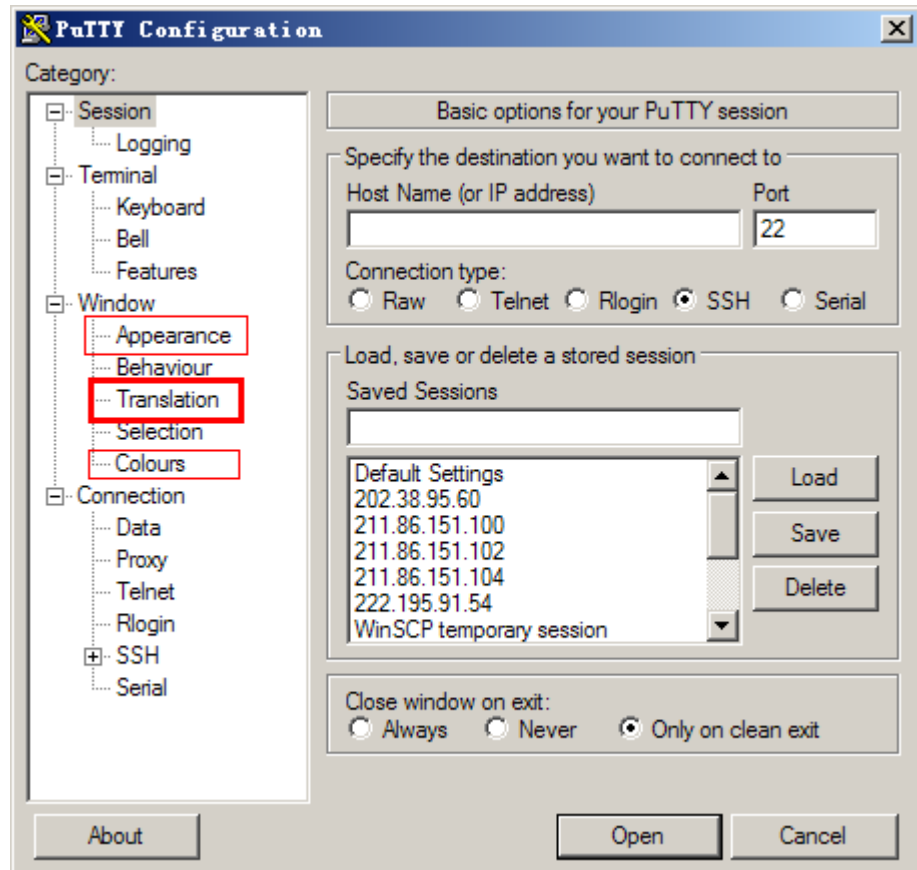 PuTTY Configuration
Category:
Session
Logging
Terminal
Keyboard
Bell
Features
Window
Appearance
Behaviour
Translation
Selection
Colours
Connection
Data
Proxy
Telnet
Rlogin
SSH
Serial
Basic options for your PuTTY session
Specify the destination you want to connect to
Host Name (or IP address) Port
22
Connection type:
Raw Telnet Rlogin SSH Serial
Load, save or delete a stored session
Saved Sessions
Default Settings
202.38.95.60
211.86.151.100
211.86.151.102
211.86.151.104
222.195.91.54
WinSCP temporary session
Load
Save
Delete
Close window on exit:
Always Never Only on clean exit
About Open Cancel